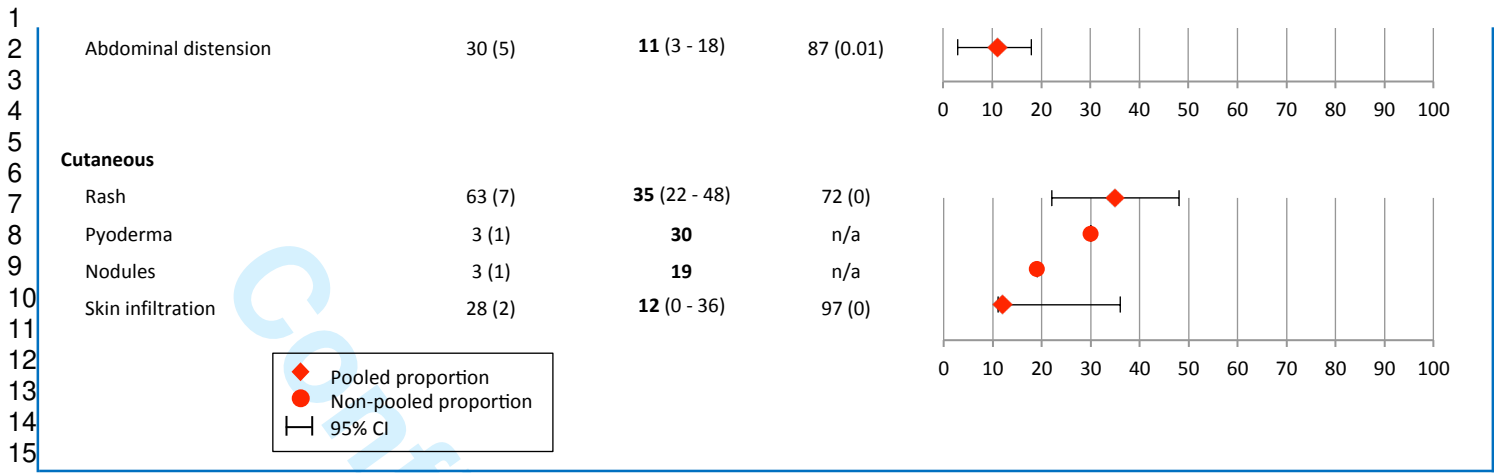 1
2 Abdominal distension 30 (5) 11 (3 - 18) 87 (0.01)
3
4 0 10 20 30 40 50 60 70 80 90 100
5
Cutaneous
6
7 Rash 63 (7) 35 (22 - 48) 72 (0)
8 Pyoderma 3 (1) 30 n/a
9 Nodules 3 (1) 19 n/a
10 Skin infiltration 28 (2) 12 (0 - 36) 97 (0)
11
12 0 10 20 30 40 50 60 70 80 90 100
Pooled proportion
13
Non-pooled proportion
14 95% CI
15
Conf